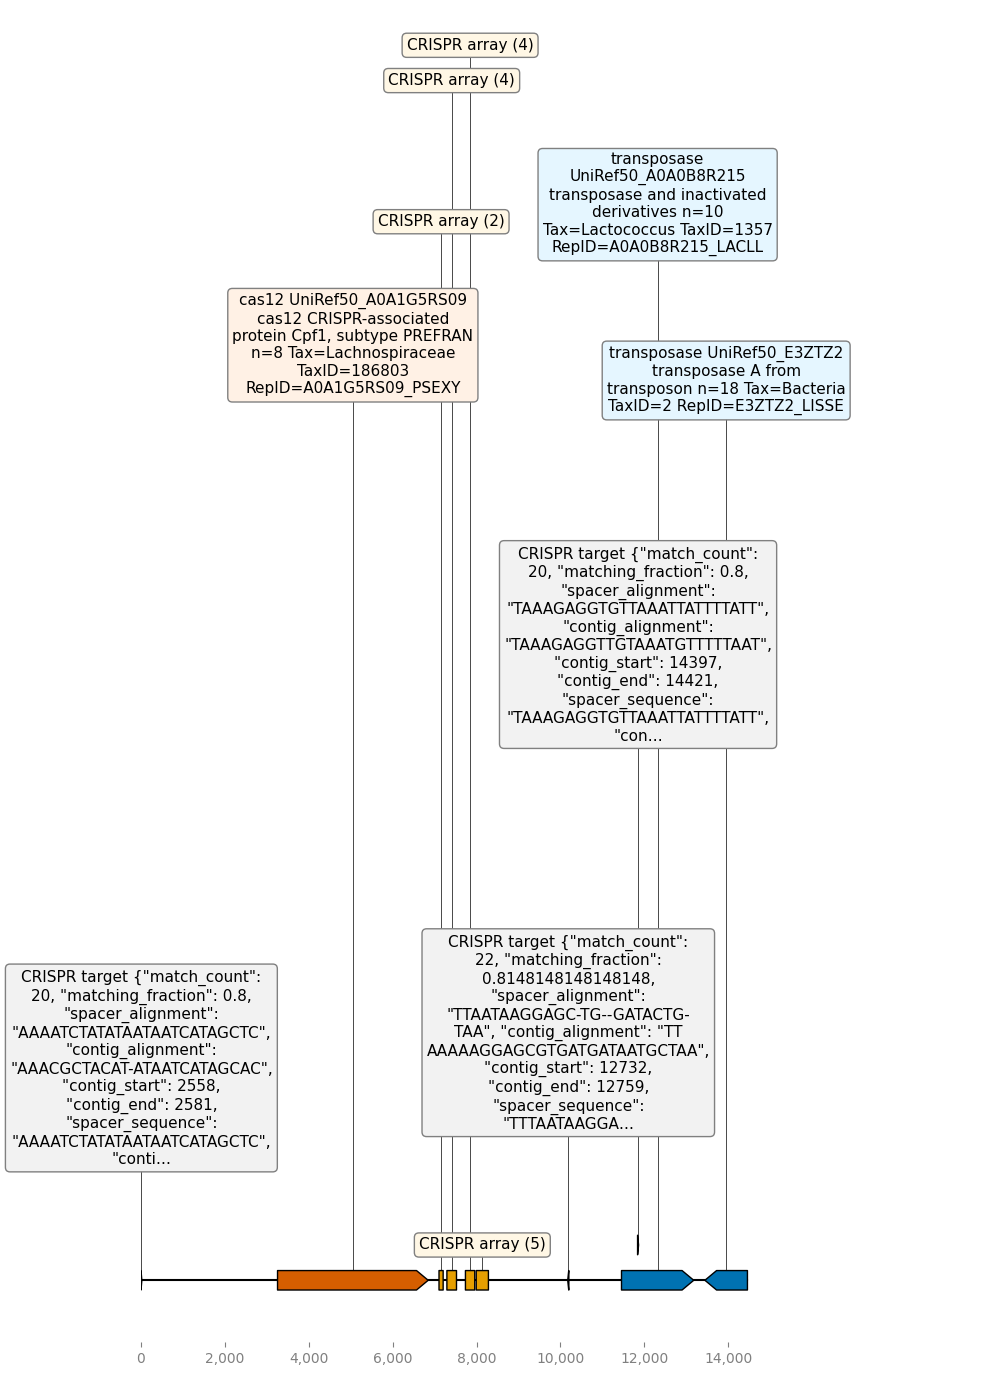 CRISPR array (4)
CRISPR array (4)
transposase
UniRef50_A0A0B8R215
transposase and inactivated
derivatives n=10
Tax=Lactococcus TaxID=1357
RepID=A0A0B8R215_LACLL
CRISPR array (2)
cas12 UniRef50_A0A1G5RS09
cas12 CRISPR-associated
protein Cpf1, subtype PREFRAN
n=8 Tax=Lachnospiraceae
TaxID=186803
RepID=A0A1G5RS09_PSEXY
transposase UniRef50_E3ZTZ2
transposase A from
transposon n=18 Tax=Bacteria
TaxID=2 RepID=E3ZTZ2_LISSE
CRISPR target {"match_count":
20, "matching_fraction": 0.8,
"spacer_alignment":
"TAAAGAGGTGTTAAATTATTTTATT",
"contig_alignment":
"TAAAGAGGTTGTAAATGTTTTTAAT",
"contig_start": 14397,
"contig_end": 14421,
"spacer_sequence":
"TAAAGAGGTGTTAAATTATTTTATT",
"con...
CRISPR target {"match_count":
22, "matching_fraction":
0.8148148148148148,
"spacer_alignment":
"TTAATAAGGAGC-TG--GATACTG-
TAA", "contig_alignment": "TT
AAAAAGGAGCGTGATGATAATGCTAA",
"contig_start": 12732,
"contig_end": 12759,
"spacer_sequence":
"TTTAATAAGGA...
CRISPR target {"match_count":
20, "matching_fraction": 0.8,
"spacer_alignment":
"AAAATCTATATAATAATCATAGCTC",
"contig_alignment":
"AAACGCTACAT-ATAATCATAGCAC",
"contig_start": 2558,
"contig_end": 2581,
"spacer_sequence":
"AAAATCTATATAATAATCATAGCTC",
"conti...
CRISPR array (5)
0
2,000
4,000
6,000
8,000
10,000
12,000
14,000